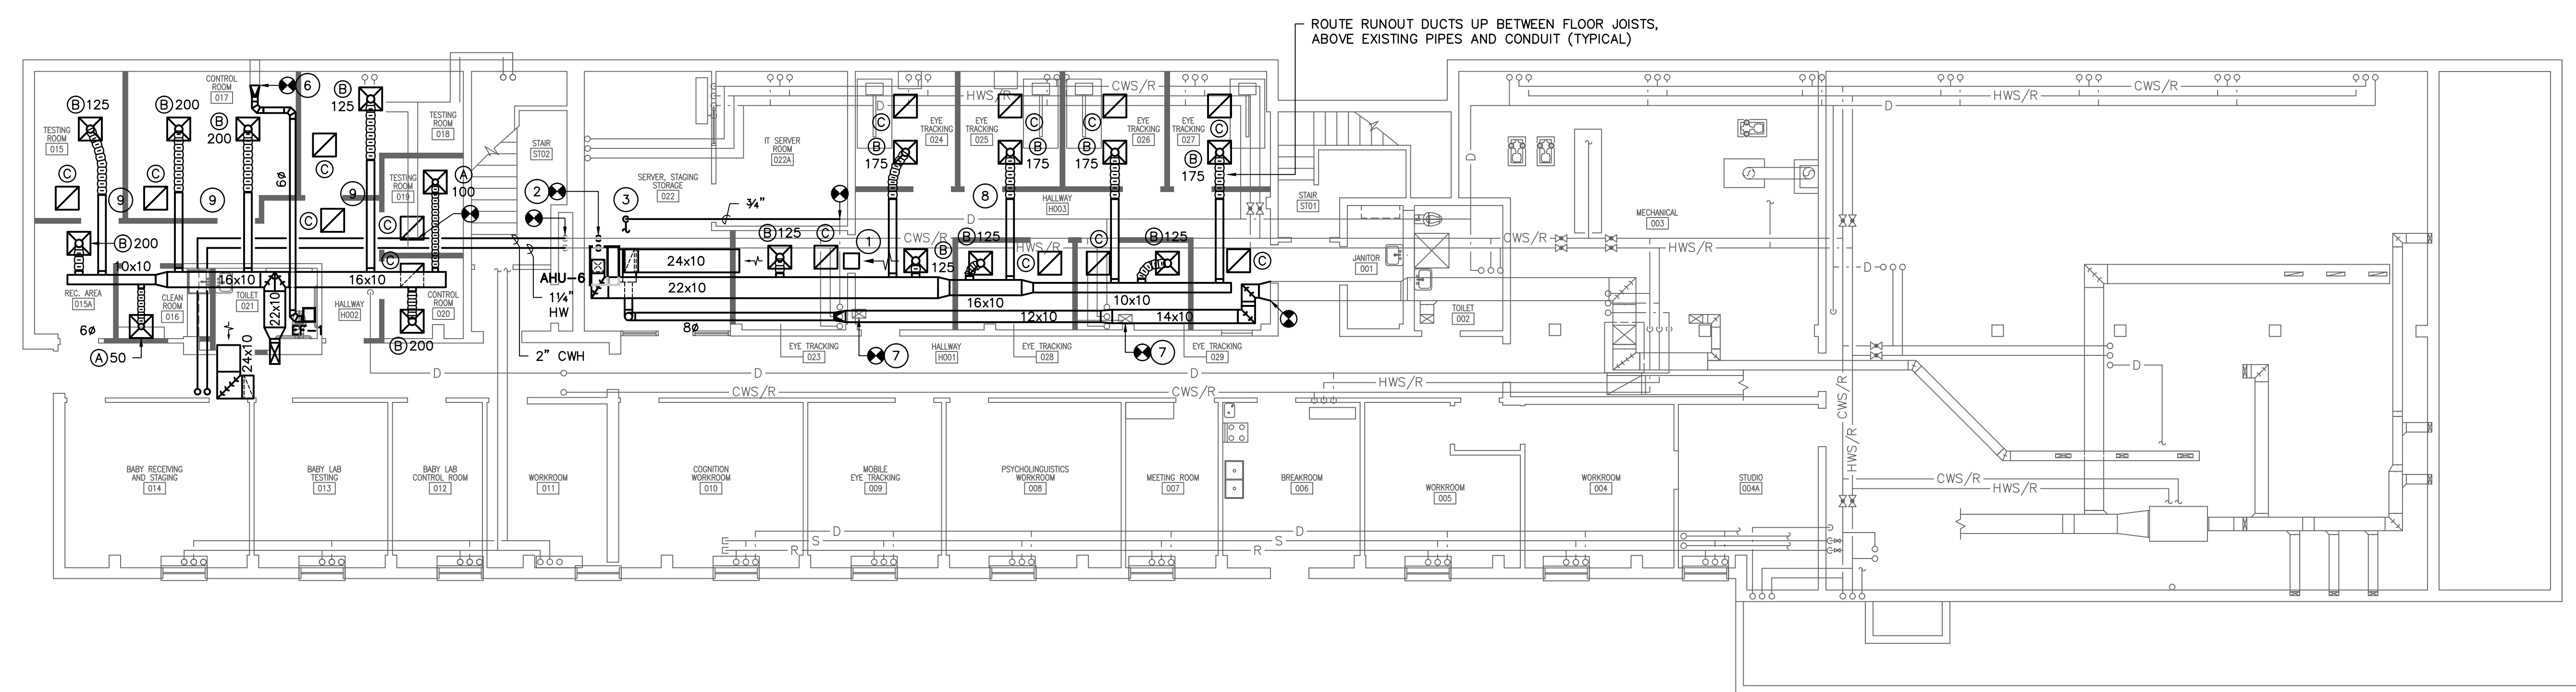 ROUTE RUNOUT DUCTS UP BETWEEN FLOOR JOISTS,
ABOVE EXISTING PIPES AND CONDUIT (TYPICAL)
CONTROL
ROOM
017
6
B
125
B 125
B 200
B
200
TESTING
ROOM
015
TESTING
ROOM
018
C
C
9
9
9
6ø
C
C
TESTING
ROOM
019
A
100
C
C
B 200
10x10
16x10
16x10
REC. AREA
015A
CLEAN
ROOM
016
TOILET
021
22x10
EF-1
HALLWAY
H002
CONTROL
ROOM
020
6ø
A 50
24x10
B 200
STAIR
ST02
2
3
3/4"
SERVER, STAGING
STORAGE
022
IT SERVER
ROOM
022A
AHU-6
1¼"
HW
2" CWH
24x10
22x10
8ø
B 125
C
1
B
125
B 125
C
C
B 125
C
16x10
10x10
12x10
14x10
7
7
EYE TRACKING
023
HALLWAY
H001
EYE TRACKING
028
EYE TRACKING
029
HWS/R
CWS/R
D
C
B
175
EYE
TRACKING
024
EYE
TRACKING
025
C
B
175
C
B
175
EYE
TRACKING
026
EYE
TRACKING
027
C
B
175
8
HALLWAY
H003
D
CWS/R
HWS/R
STAIR
ST01
JANITOR
001
TOILET
002
D
MECHANICAL
003
CWS/R
HWS/R
CWS/R
HWS/R
D
D
D
D
D
D
CWS/R
HWS/R
CWS/R
HWS/R
CWS/R
HWS/R
BABY RECEIVING
AND STAGING
014
BABY LAB
TESTING
013
BABY LAB
CONTROL ROOM
012
WORKROOM
011
COGNITION
WORKROOM
010
MOBILE
EYE TRACKING
009
PSYCHOLINGUISTICS
WORKROOM
008
MEETING ROOM
007
BREAKROOM
006
WORKROOM
005
WORKROOM
004
STUDIO
004A
D
D
S
S
R
R